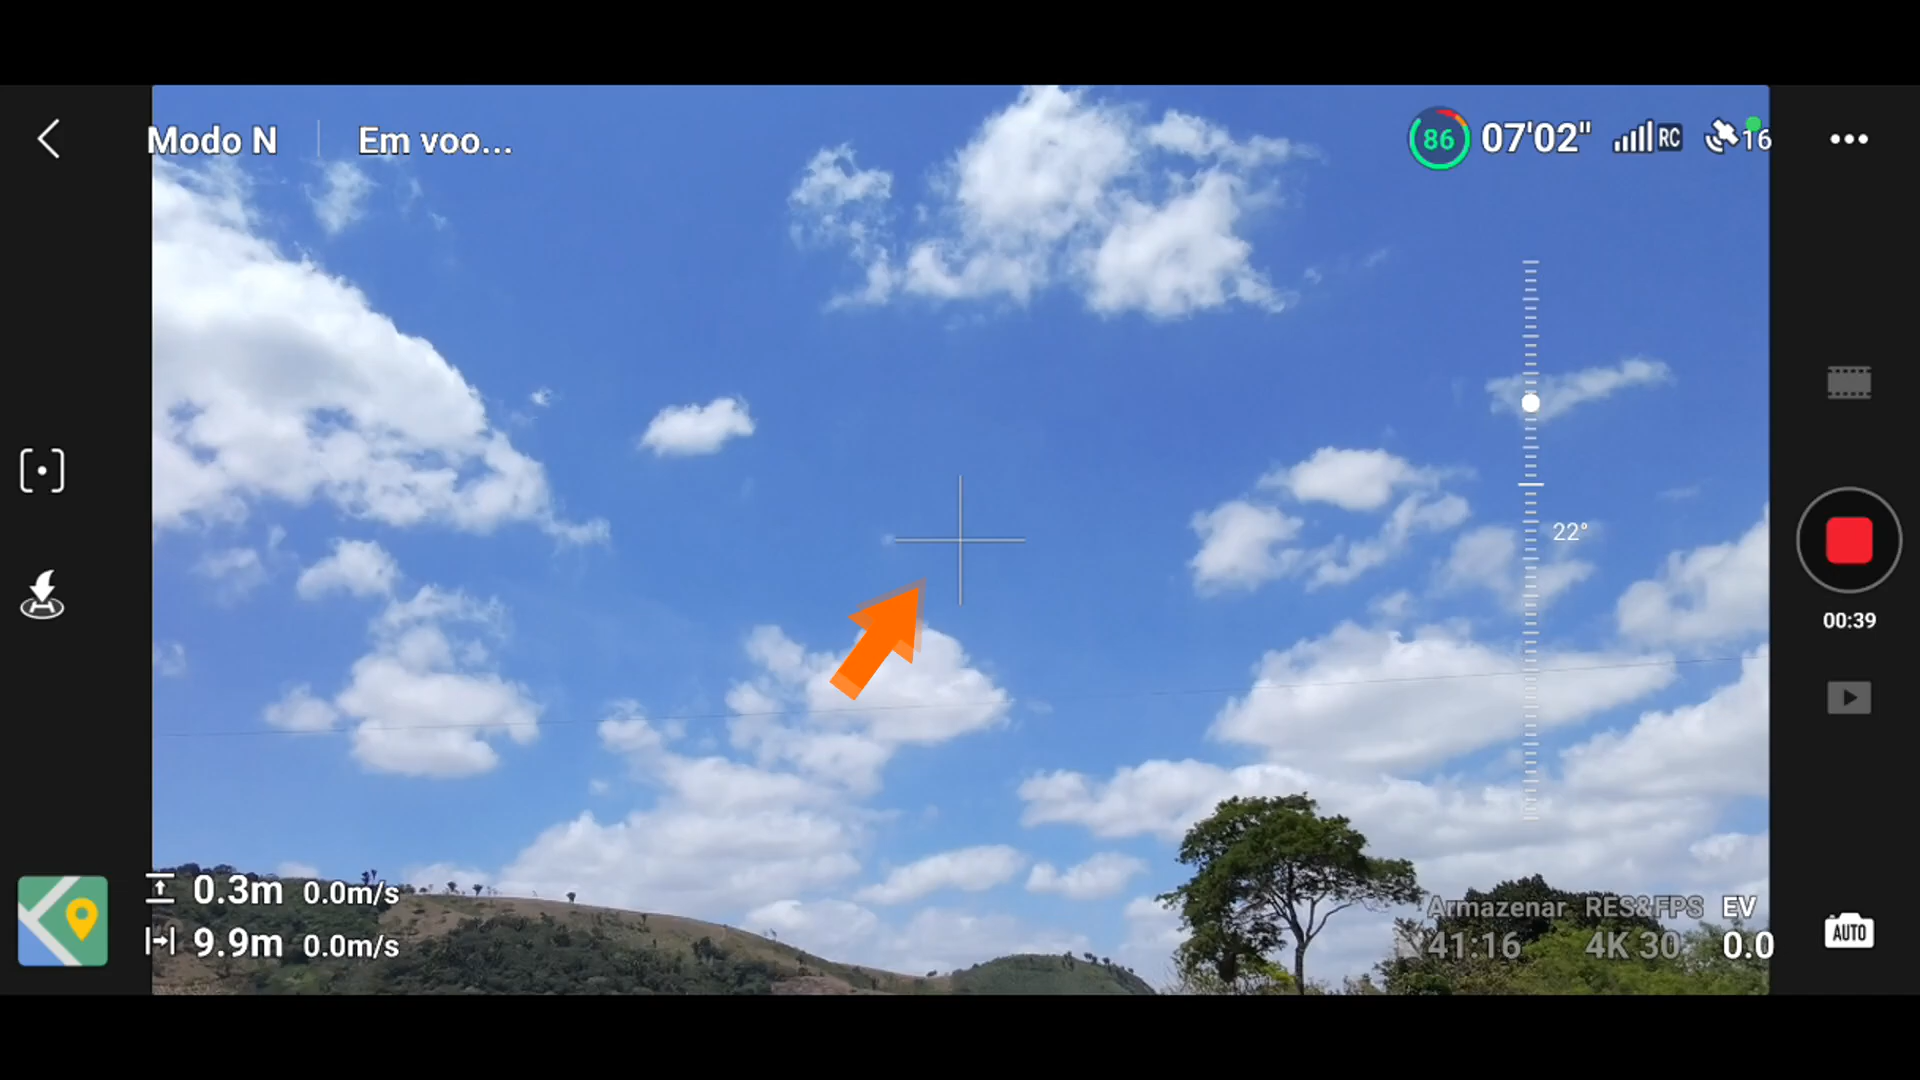 Modo N
Em voo...
86
07'02"
RC
16
22°
00:39
0.3m 0.0m/s
9.9m 0.0m/s
Armazenar RES&FPS EV
41:16 4K 30 0.0
AUTO